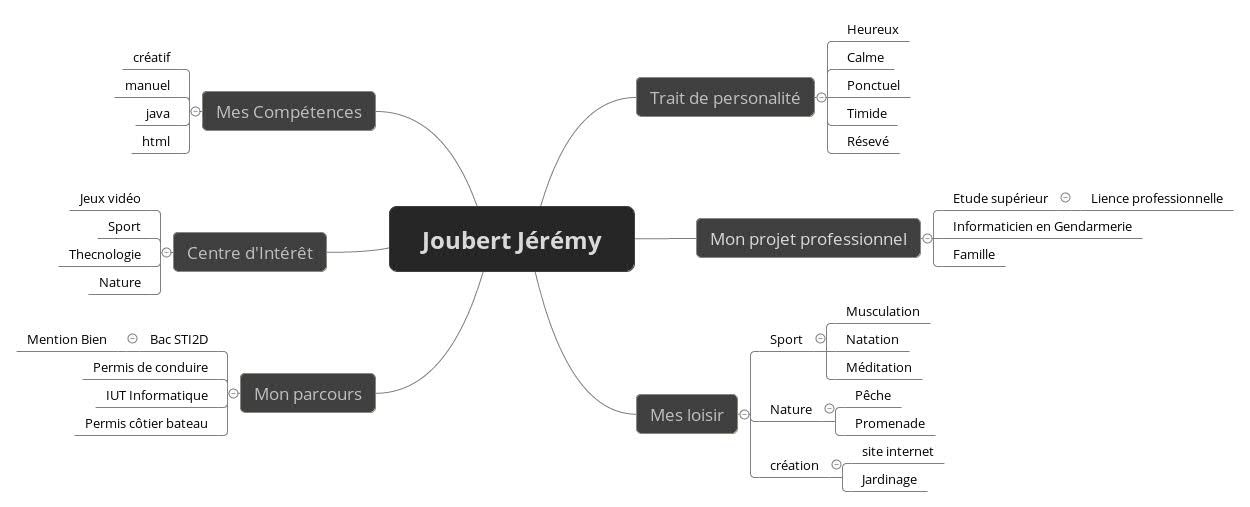 Joubert Jérémy
Mes Compétences
créatif
manuel
java
html
Centre d'Intérêt
Jeux vidéo
Sport
Thecnologie
Nature
Mon parcours
Bac STI2D
Mention Bien
Permis de conduire
IUT Informatique
Permis côtier bateau
Trait de personalité
Heureux
Calme
Ponctuel
Timide
Résevé
Mon projet professionnel
Etude supérieur
Lience professionnelle
Informaticien en Gendarmerie
Famille
Mes loisir
Sport
Musculation
Natation
Méditation
Nature
Pêche
Promenade
création
site internet
Jardinage